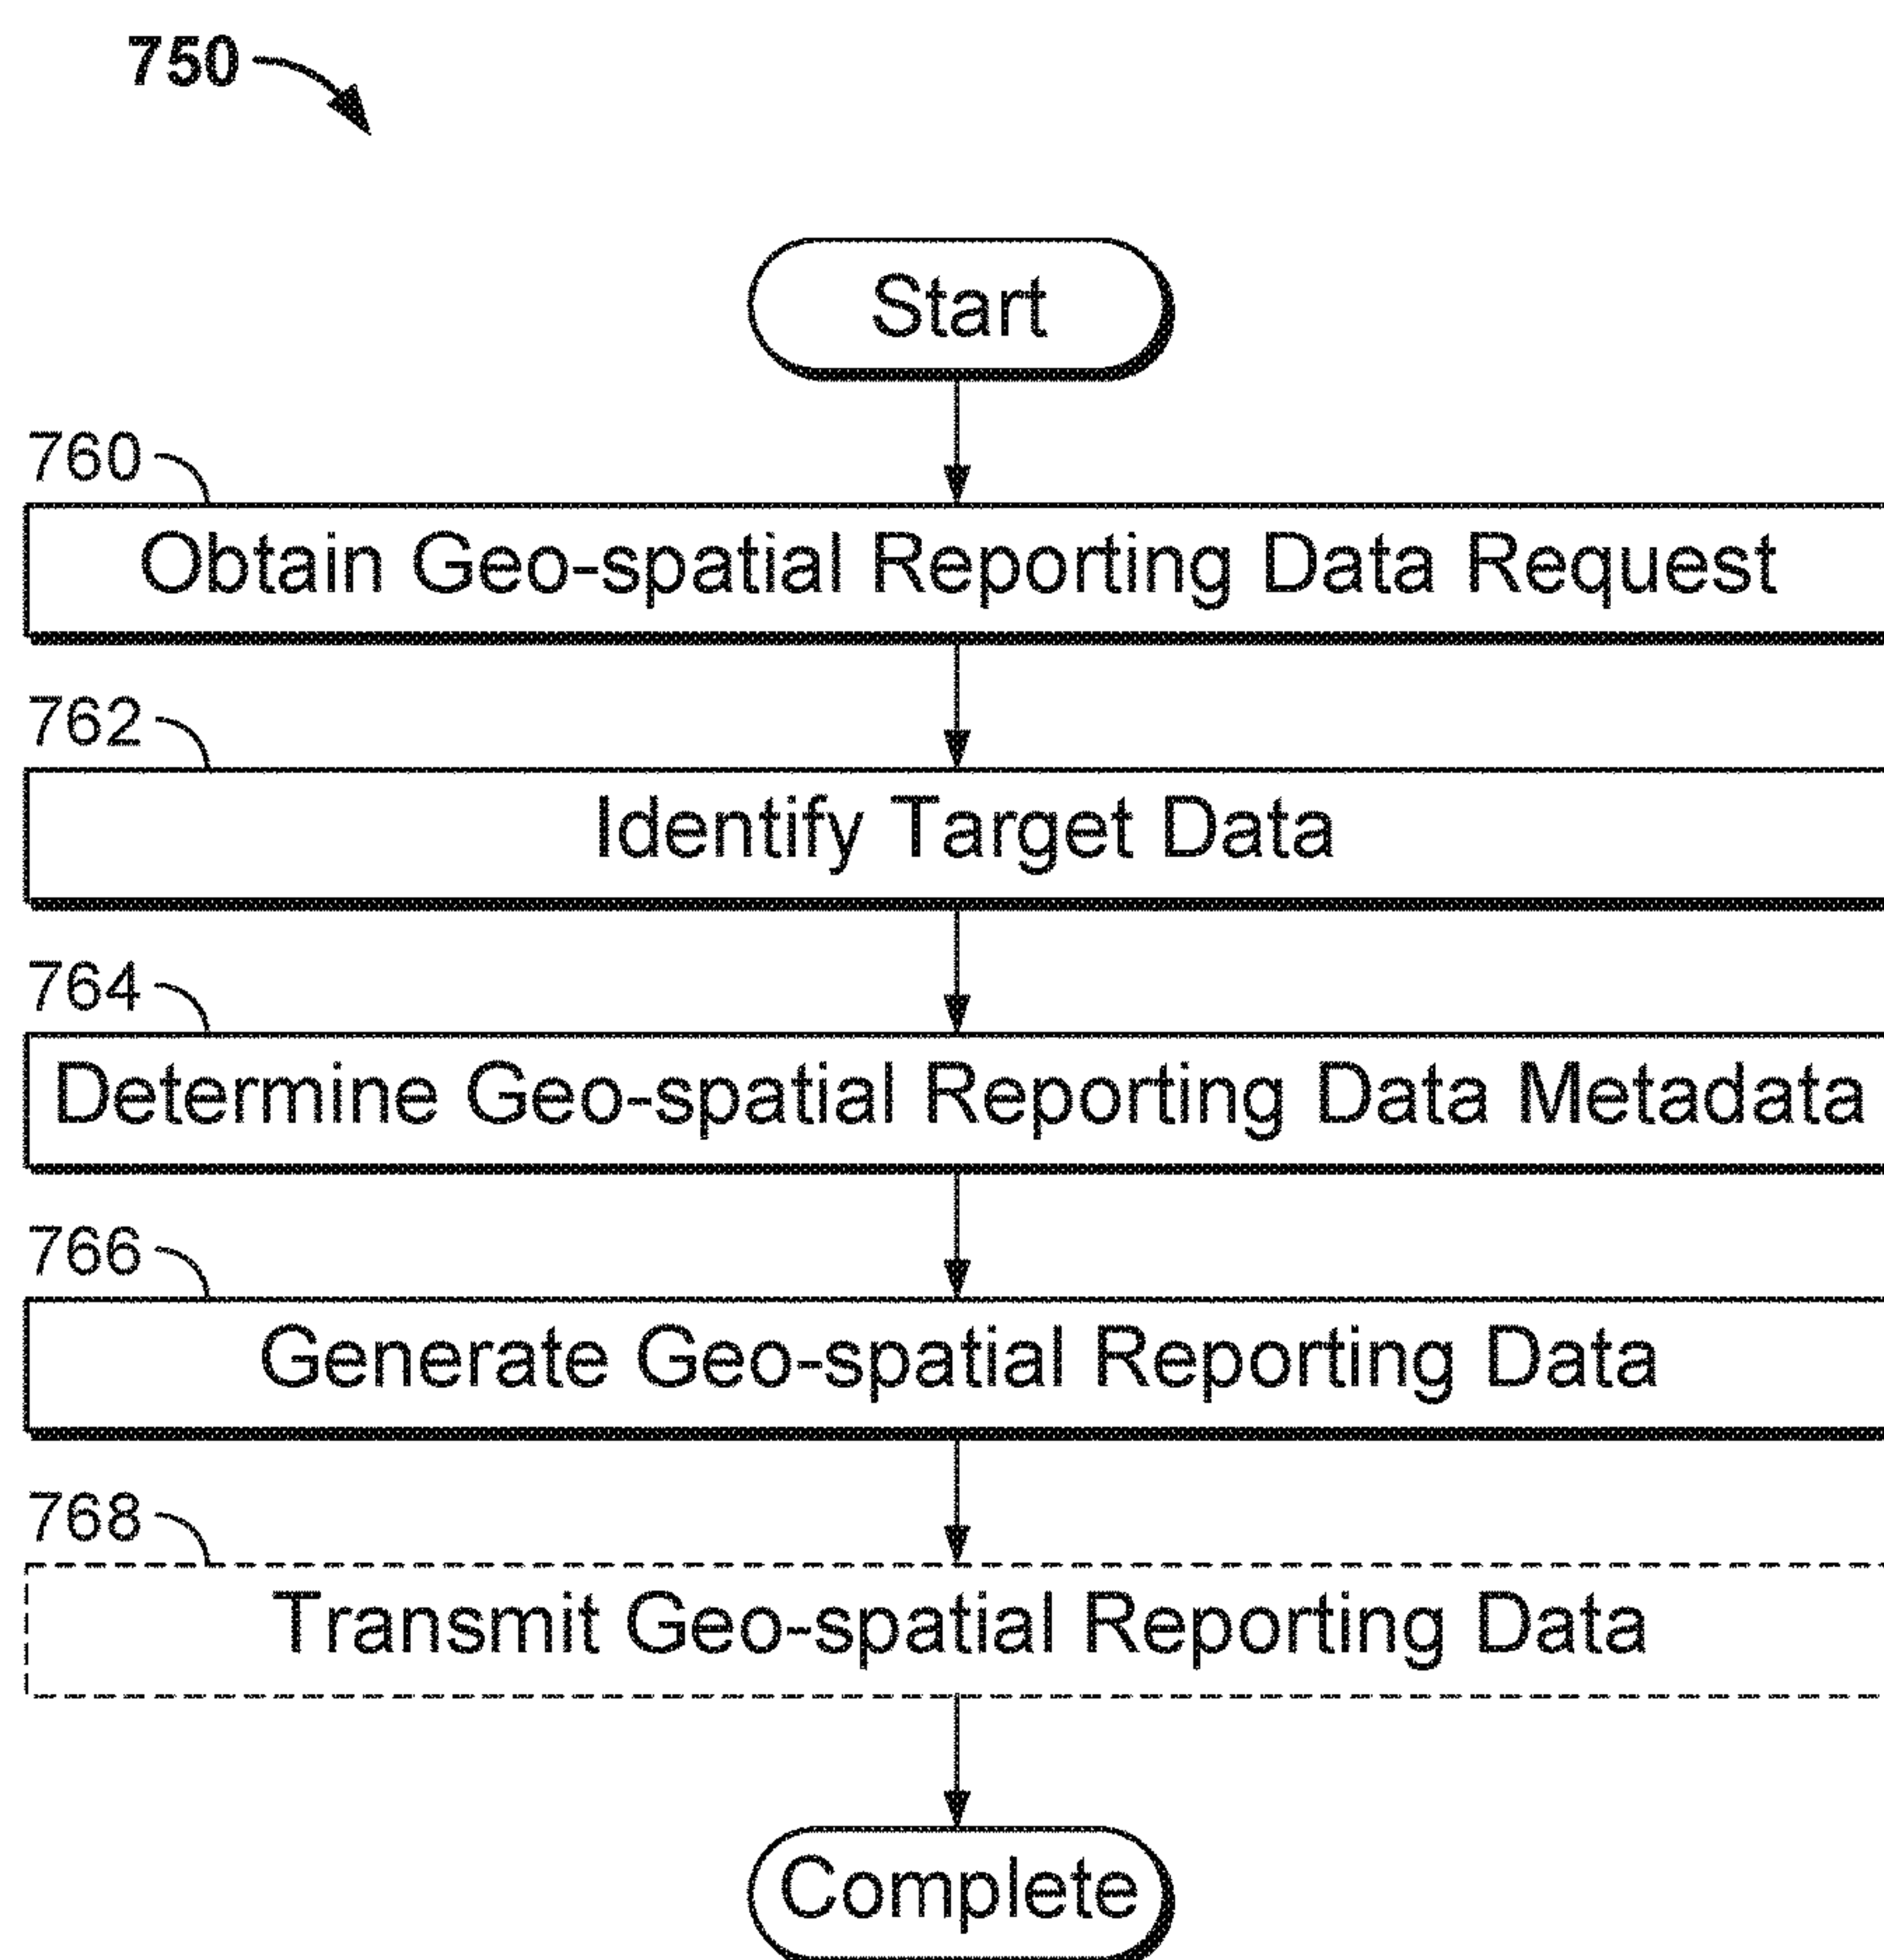 750
Start
760
Obtain Geo-spatial Reporting Data Request
762
Identify Target Data
764
Determine Geo-spatial Reporting Data Metadata
766
Generate Geo-spatial Reporting Data
768
Transmit Geo-spatial Reporting Data
Complete